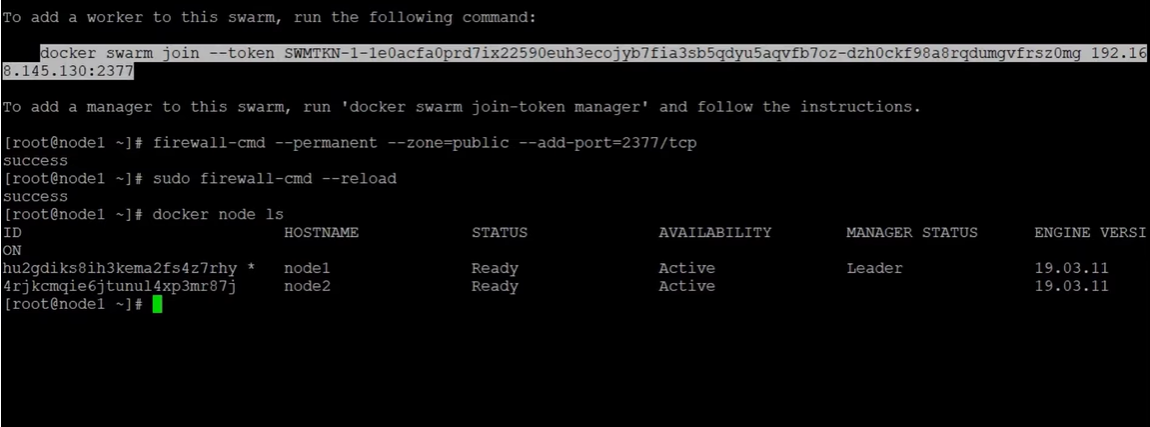 To add a worker to this swarm, run the following command:
docker swarm join --token SWMTKN-1-1e0acfa0prd7ix22590euh3ecojyb7fia3sb5qdyu5aqvfb7oz-dzh0ckf98a8rqdumgvfrsz0mg 192.16
8.145.130:2377
To add a manager to this swarm, run 'docker swarm join-token manager' and follow the instructions.
[root@node1 ~]# firewall-cmd --permanent --zone=public --add-port=2377/tcp
success
[root@node1 ~]# sudo firewall-cmd --reload
success
[root@node1 ~]# docker node ls
ID HOSTNAME STATUS AVAILABILITY MANAGER STATUS ENGINE VERSI
ON
hu2gdiks8ih3kema2fs4z7rhy * node1 Ready Active Leader 19.03.11
4rjkcmqie6jtunul4xp3mr87j node2 Ready Active 19.03.11
[root@node1 ~]#